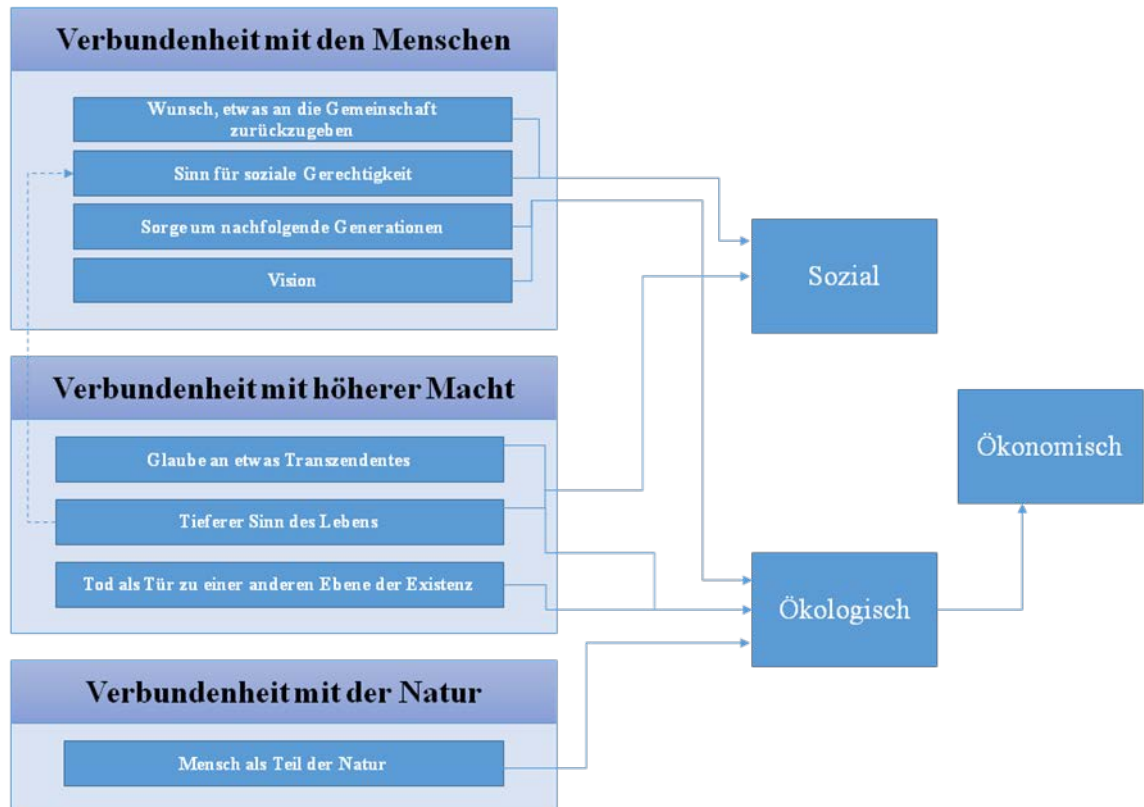 Verbundenheit mit den Menschen
Wunsch, etwas an die Gemeinschaft
zurückzugeben
Sinn für soziale Gerechtigkeit
Sorge um nachfolgende Generationen
Vision
Sozial
Verbundenheit mit höherer Macht
Glaube an etwas Transzendentes
Tieferer Sinn des Lebens
Tod als Tür zu einer anderen Ebene der Existenz
Ökonomisch
Ökologisch
Verbundenheit mit der Natur
Mensch als Teil der Natur